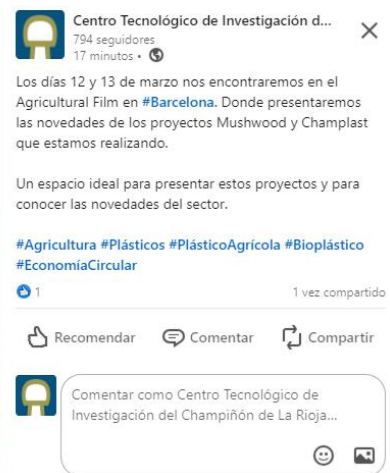 Centro Tecnológico de Investigación d...
794 seguidores
17 minutos •
Los días 12 y 13 de marzo nos encontraremos en el
Agricultural Film en #Barcelona. Donde presentaremos
las novedades de los proyectos Mushwood y Champlast
que estamos realizando.
Un espacio ideal para presentar estos proyectos y para
conocer las novedades del sector.
#Agricultura #Plásticos #PlásticoAgrícola #Bioplástico
#EconomíaCircular
1 1 vez compartido
Recomendar Comentar Compartir
Comentar como Centro Tecnológico de
Investigación del Champiñón de La Rioja...